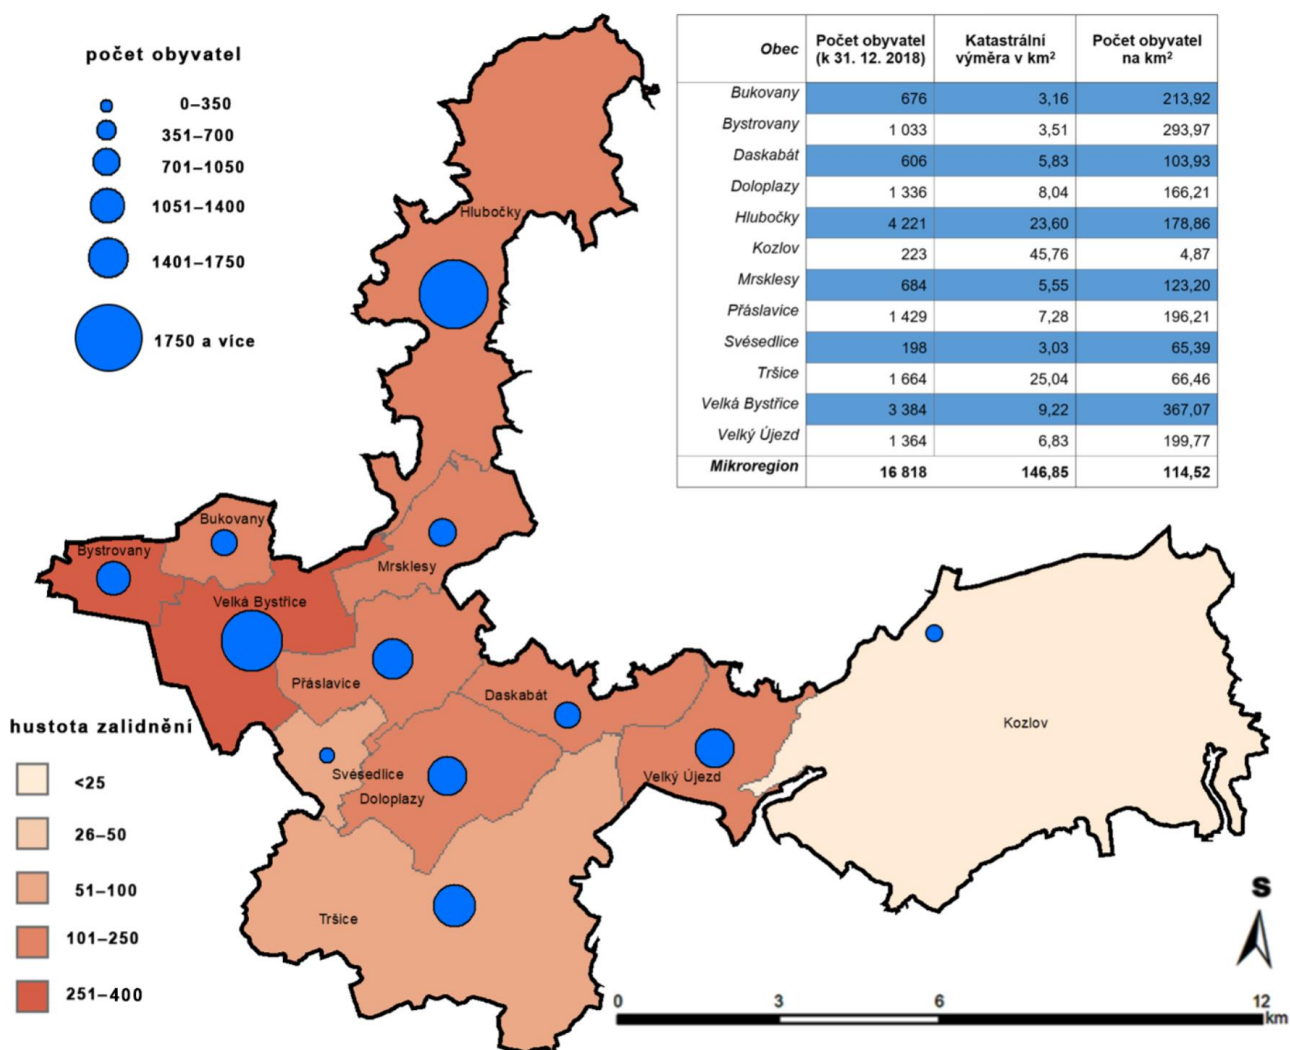 počet obyvatel
0–350
351–700
701–1050
1051–1400
1401–1750
1750 a více
Obec Počet obyvatel (k 31. 12. 2018) Katastrální výměra v km² Počet obyvatel na km²
Bukovany 676 3,16 213,92
Bystrovany 1 033 3,51 293,97
Daskabát 606 5,83 103,93
Doloplazy 1 336 8,04 166,21
Hlubočky 4 221 23,60 178,86
Kozlov 223 45,76 4,87
Mrsklesy 684 5,55 123,20
Přáslavice 1 429 7,28 196,21
Svésedlice 198 3,03 65,39
Tršice 1 664 25,04 66,46
Velká Bystřice 3 384 9,22 367,07
Velký Újezd 1 364 6,83 199,77
Mikroregion 16 818 146,85 114,52
Hlubočky
Bukovany
Bystrovany
Mrsklesy
Velká Bystřice
Přáslavice
Daskabát
Kozlov
Svésedlice
Velký Újezd
Doloplazy
Tršice
hustota zalidnění
<25
26–50
51–100
101–250
251–400
S
0 3 6 12
km